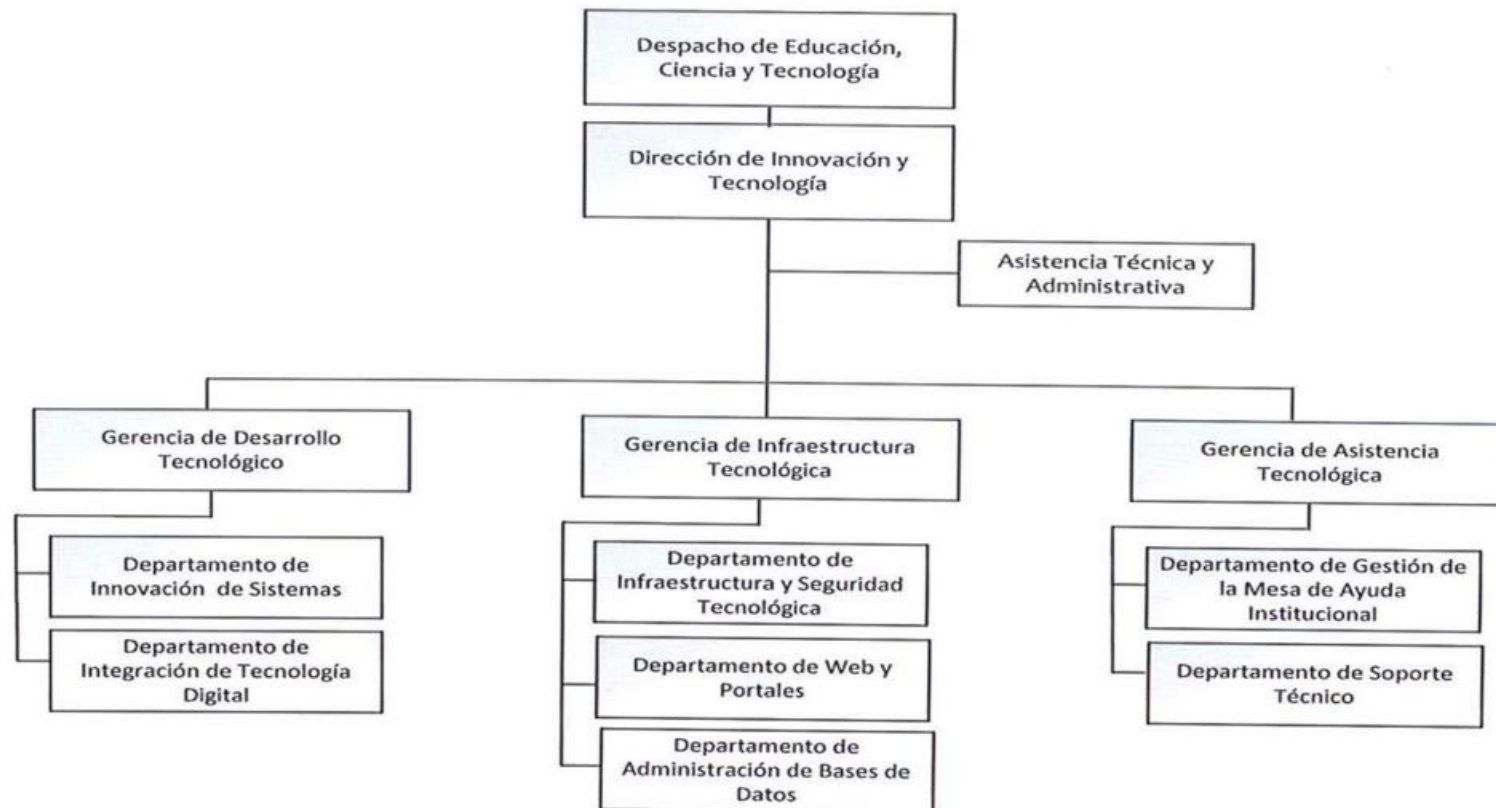 Despacho de Educación,
Ciencia y Tecnología
Dirección de Innovación y
Tecnología
Asistencia Técnica y
Administrativa
Gerencia de Desarrollo
Tecnológico
Gerencia de Infraestructura
Tecnológica
Gerencia de Asistencia
Tecnológica
Departamento de
Innovación de Sistemas
Departamento de
Integración de Tecnología
Digital
Departamento de
Infraestructura y Seguridad
Tecnológica
Departamento de Web y
Portales
Departamento de
Administración de Bases de
Datos
Departamento de Gestión de
la Mesa de Ayuda
Institucional
Departamento de Soporte
Técnico